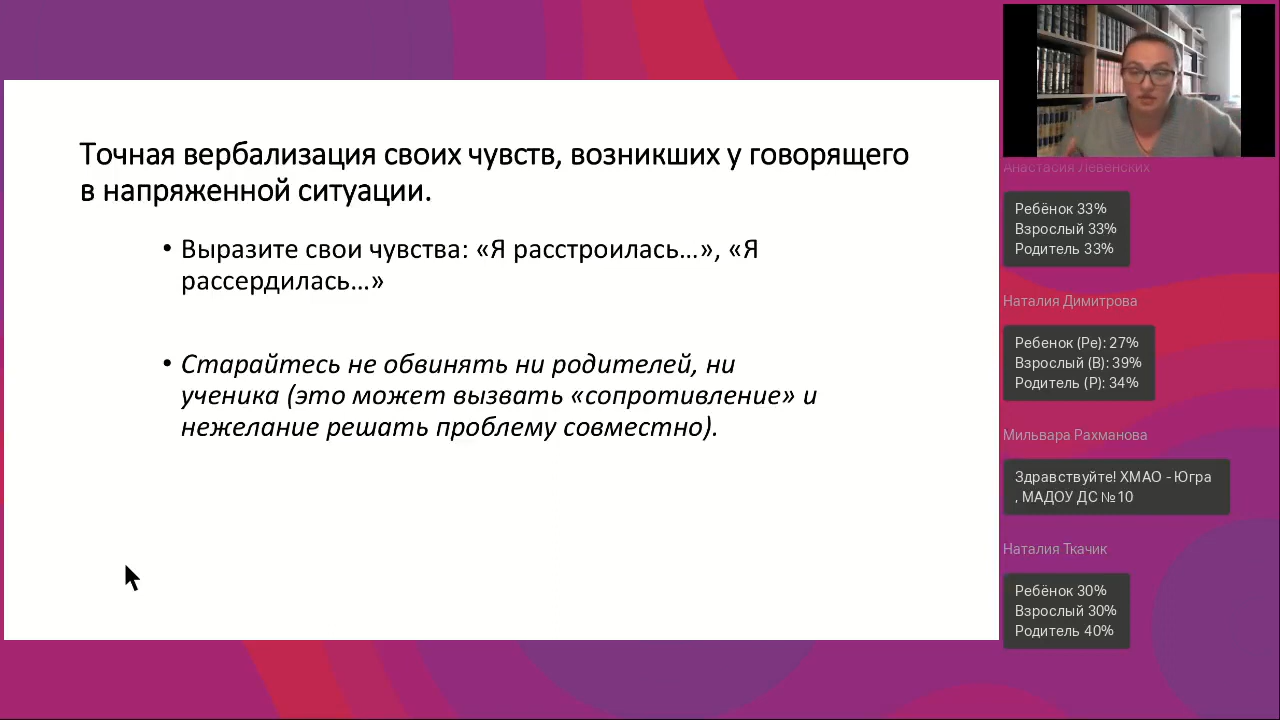 Точная вербализация своих чувств, возникших у говорящего
в напряженной ситуации.
• Выразите свои чувства: «Я расстроилась…», «Я
рассердилась…»
• Старайтесь не обвинять ни родителей, ни
ученика (это может вызвать «сопротивление» и
нежелание решать проблему совместно).
Анастасия Левенских
Ребёнок 33%
Взрослый 33%
Родитель 33%
Наталия Димитрова
Ребенок (Ре): 27%
Взрослый (В): 39%
Родитель (Р): 34%
Мильвара Рахманова
Здравствуйте! ХМАО - Югра
, МАДОУ ДС №10
Наталия Ткачик
Ребёнок 30%
Взрослый 30%
Родитель 40%